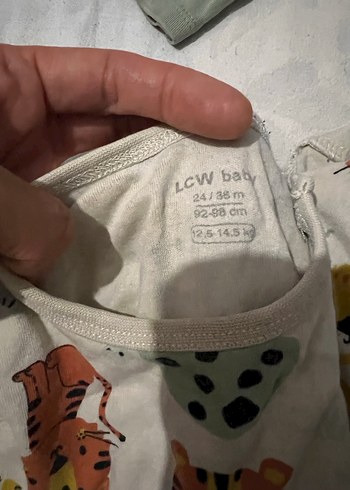 LCW baby
24 / 36 m
92-98 cm
12,5-14,5 kg